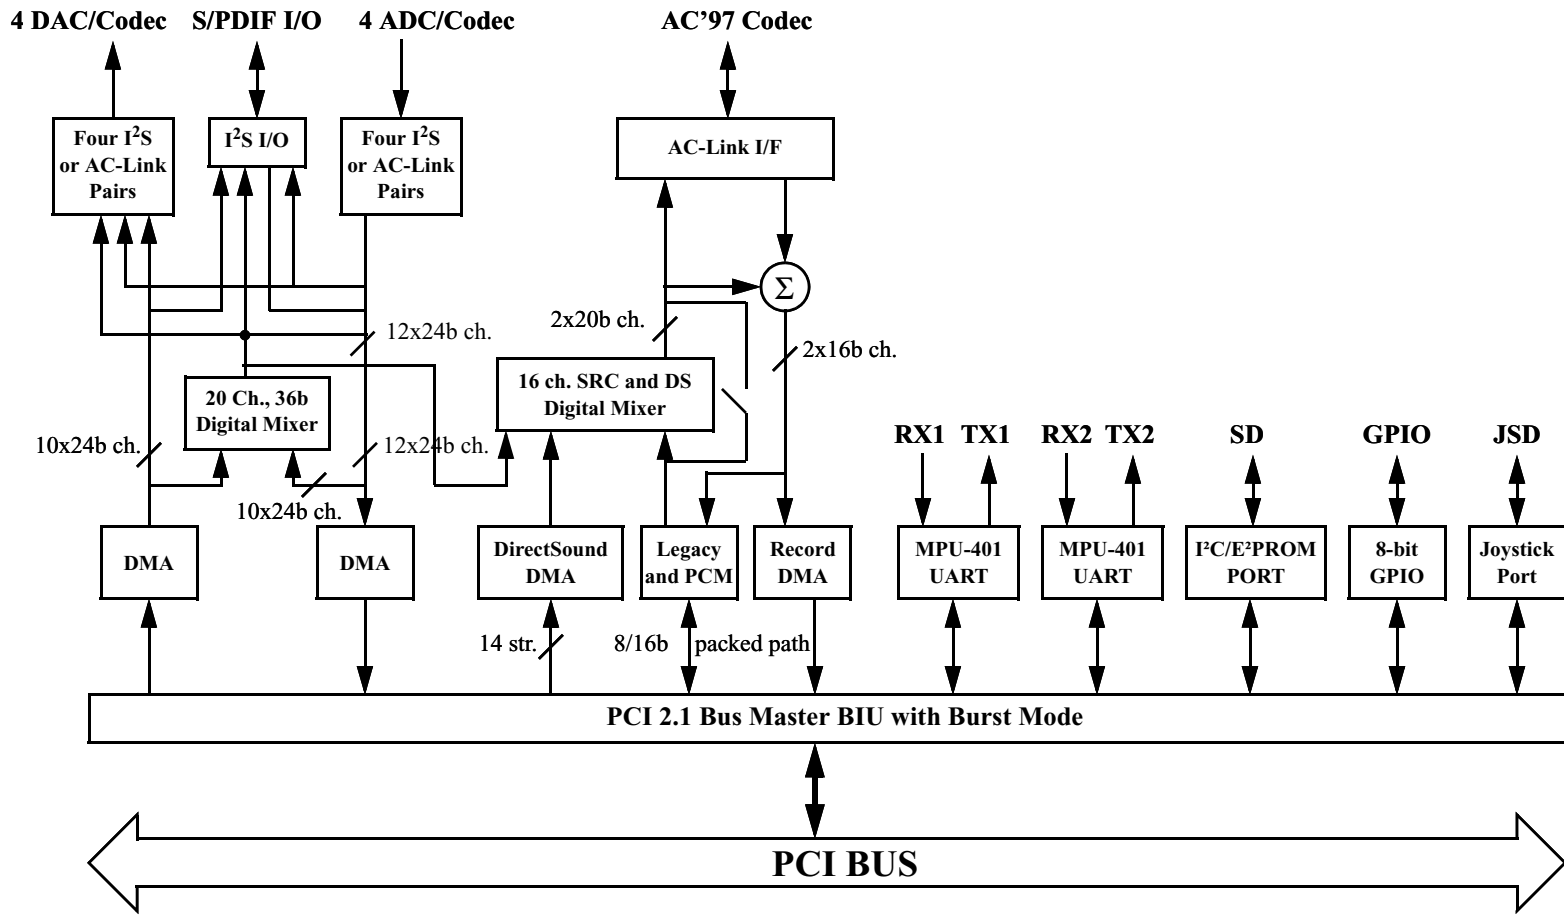 4 DAC/Codec
S/PDIF I/O
4 ADC/Codec
AC’97 Codec
Four I²S
or AC-Link
Pairs
I²S I/O
Four I²S
or AC-Link
Pairs
AC-Link I/F
Σ
12x24b ch.
2x20b ch.
2x16b ch.
20 Ch., 36b
Digital Mixer
16 ch. SRC and DS
Digital Mixer
10x24b ch.
12x24b ch.
10x24b ch.
RX1
TX1
RX2
TX2
SD
GPIO
JSD
DMA
DMA
DirectSound
DMA
Legacy
and PCM
Record
DMA
MPU-401
UART
MPU-401
UART
I²C/E²PROM
PORT
8-bit
GPIO
Joystick
Port
14 str.
8/16b
packed path
PCI 2.1 Bus Master BIU with Burst Mode
PCI BUS